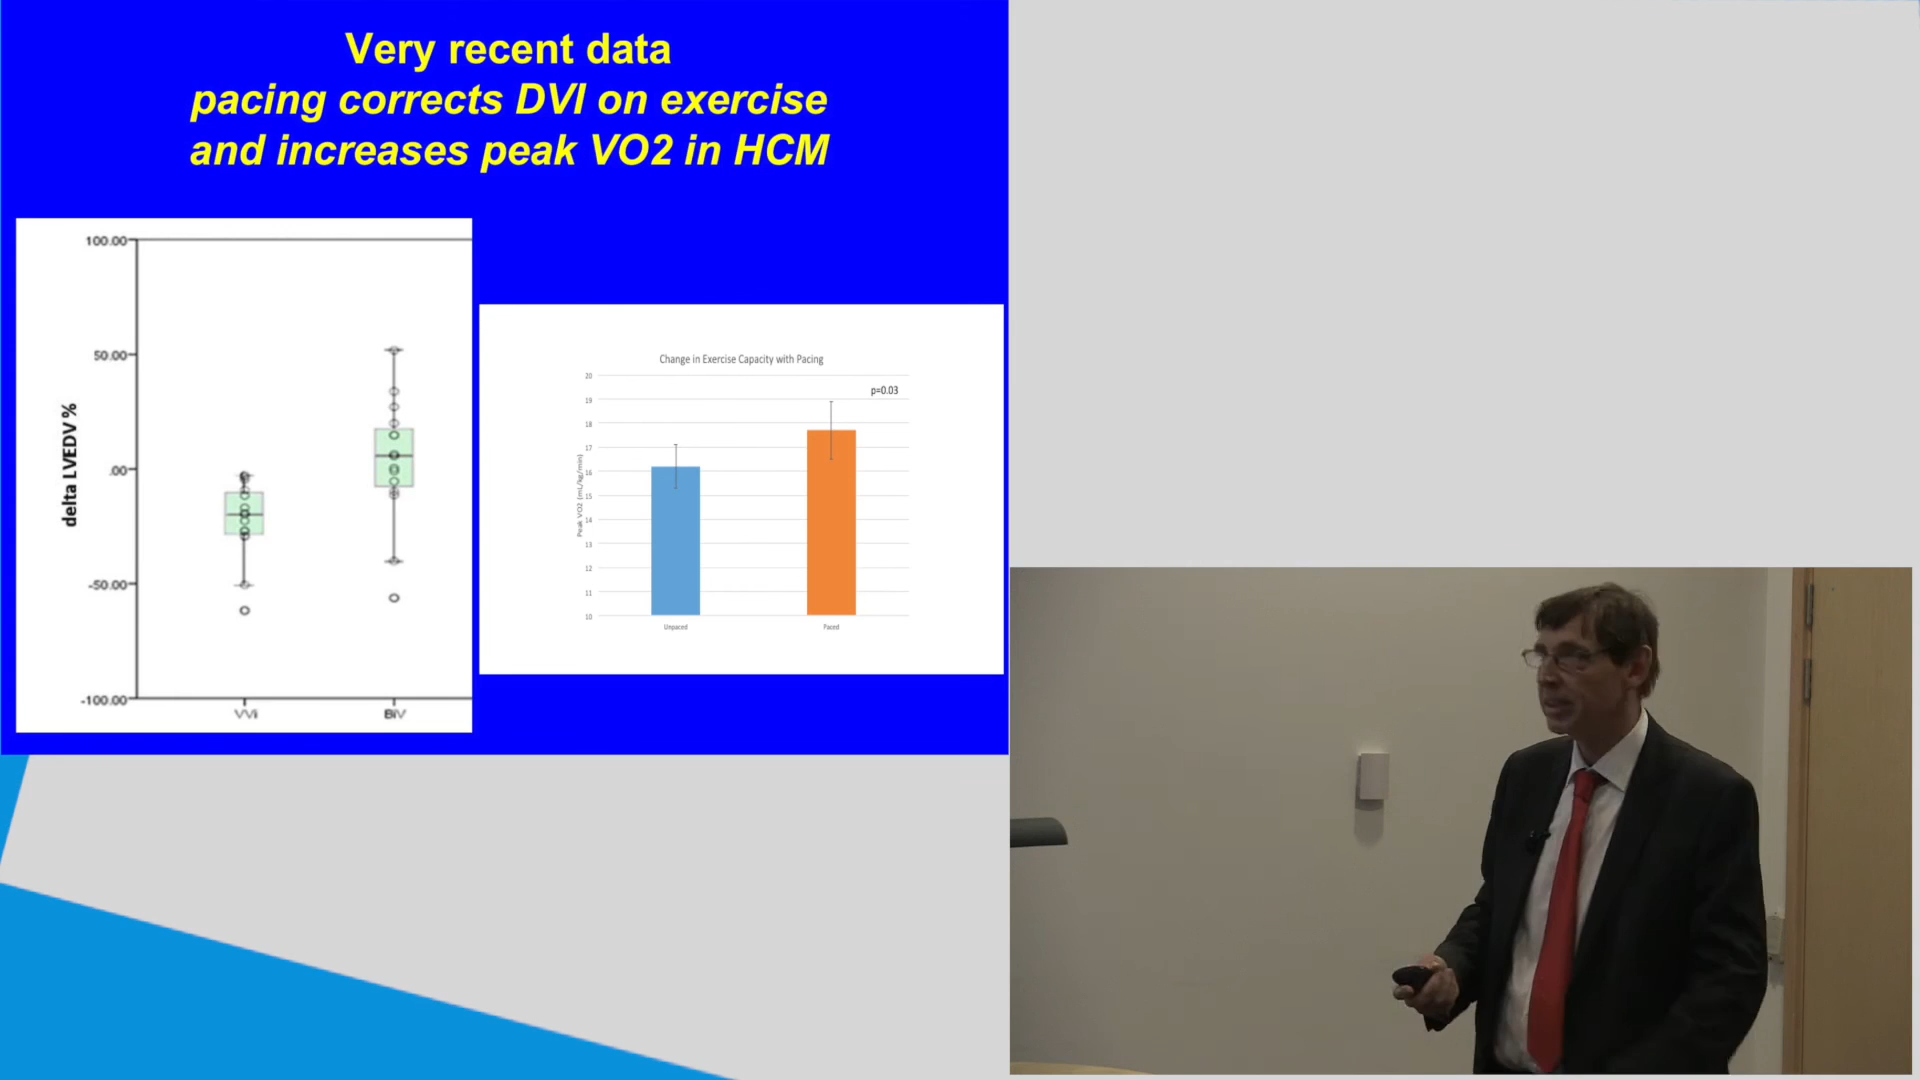 Very recent data
pacing corrects DVI on exercise
and increases peak VO2 in HCM
100.00
50.00
.00
-50.00
-100.00
delta LVEDV %
VVI
BiV
Change in Exercise Capacity with Pacing
p=0.03
20
19
18
17
16
15
14
13
12
11
10
Peak VO2 (mL/kg/min)
Unpaced
Paced